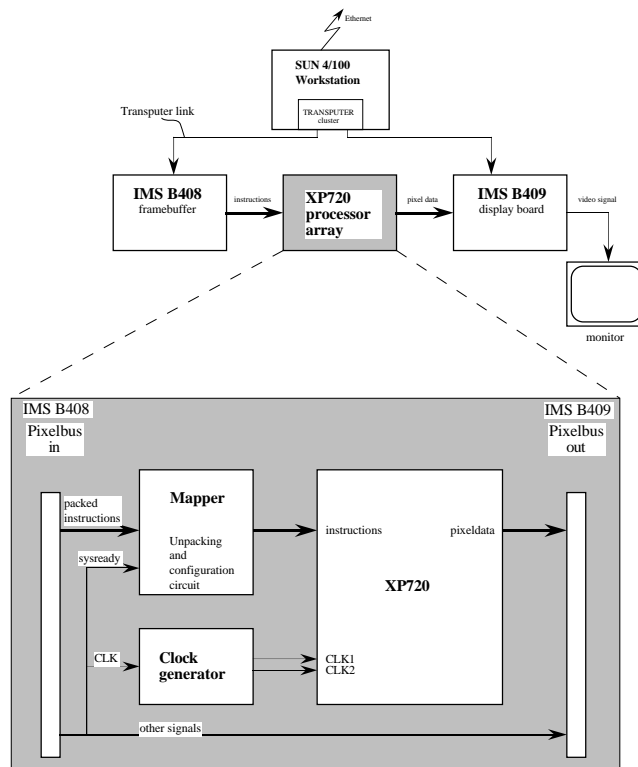 Ethernet
SUN 4/100
Workstation
TRANSPUTER
cluster
Transputer link
IMS B408
framebuffer
instructions
XP720
processor
array
pixel data
IMS B409
display board
video signal
monitor
IMS B408
Pixelbus
in
IMS B409
Pixelbus
out
packed
instructions
Mapper
Unpacking
and
configuration
circuit
sysready
instructions
pixeldata
XP720
CLK
Clock
generator
CLK1
CLK2
other signals